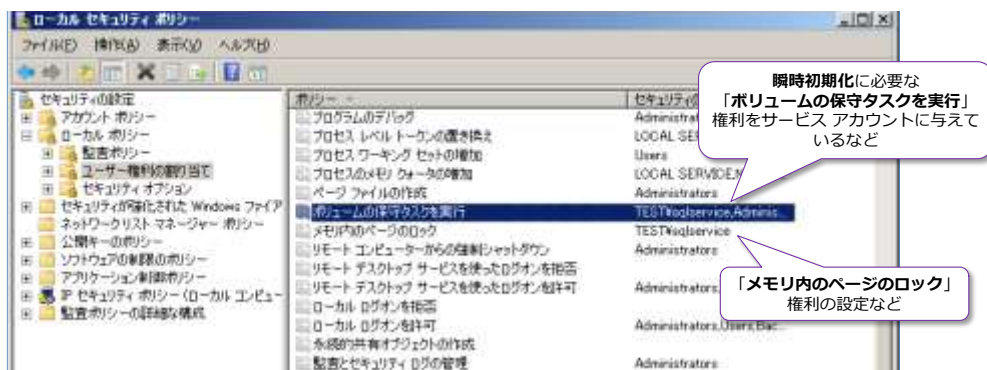 ローカル セキュリティ ポリシー
ファイル(F) 操作(A) 表示(V) ヘルプ(H)
セキュリティの設定
アカウント ポリシー
ローカル ポリシー
監査ポリシー
ユーザー権利の割り当て
セキュリティ オプション
セキュリティが強化された Windows ファイア
ネットワークリスト マネージャー ポリシー
公開キーのポリシー
ソフトウェアの制限のポリシー
アプリケーション制御ポリシー
IP セキュリティ ポリシー (ローカル コンピュー
監査ポリシーの詳細な構成
ポリシー セキュリティの
プログラムのデバッグ Administrat
プロセス レベル トークンの置き換え LOCAL SER
プロセス ワーキング セットの増加 Users
プロセスのメモリ クォータの増加 LOCAL SERVICE,N
ページ ファイルの作成 Administrators
ボリュームの保守タスクを実行 TEST¥sqlservice,Adminis...
メモリ内のページのロック TEST¥sqlservice
リモート コンピューターからの強制シャットダウン Administrators
リモート デスクトップ サービスを使ったログオンを拒否
リモート デスクトップ サービスを使ったログオンを許可 Administrators,
ローカル ログオンを拒否
ローカル ログオンを許可 Administrators,Users,Bac...
永続的共有オブジェクトの作成
監査とセキュリティ ログの管理 Administrators
瞬時初期化に必要な
「ボリュームの保守タスクを実行」
権利をサービス アカウントに与えて
いるなど
「メモリ内のページのロック」
権利の設定など